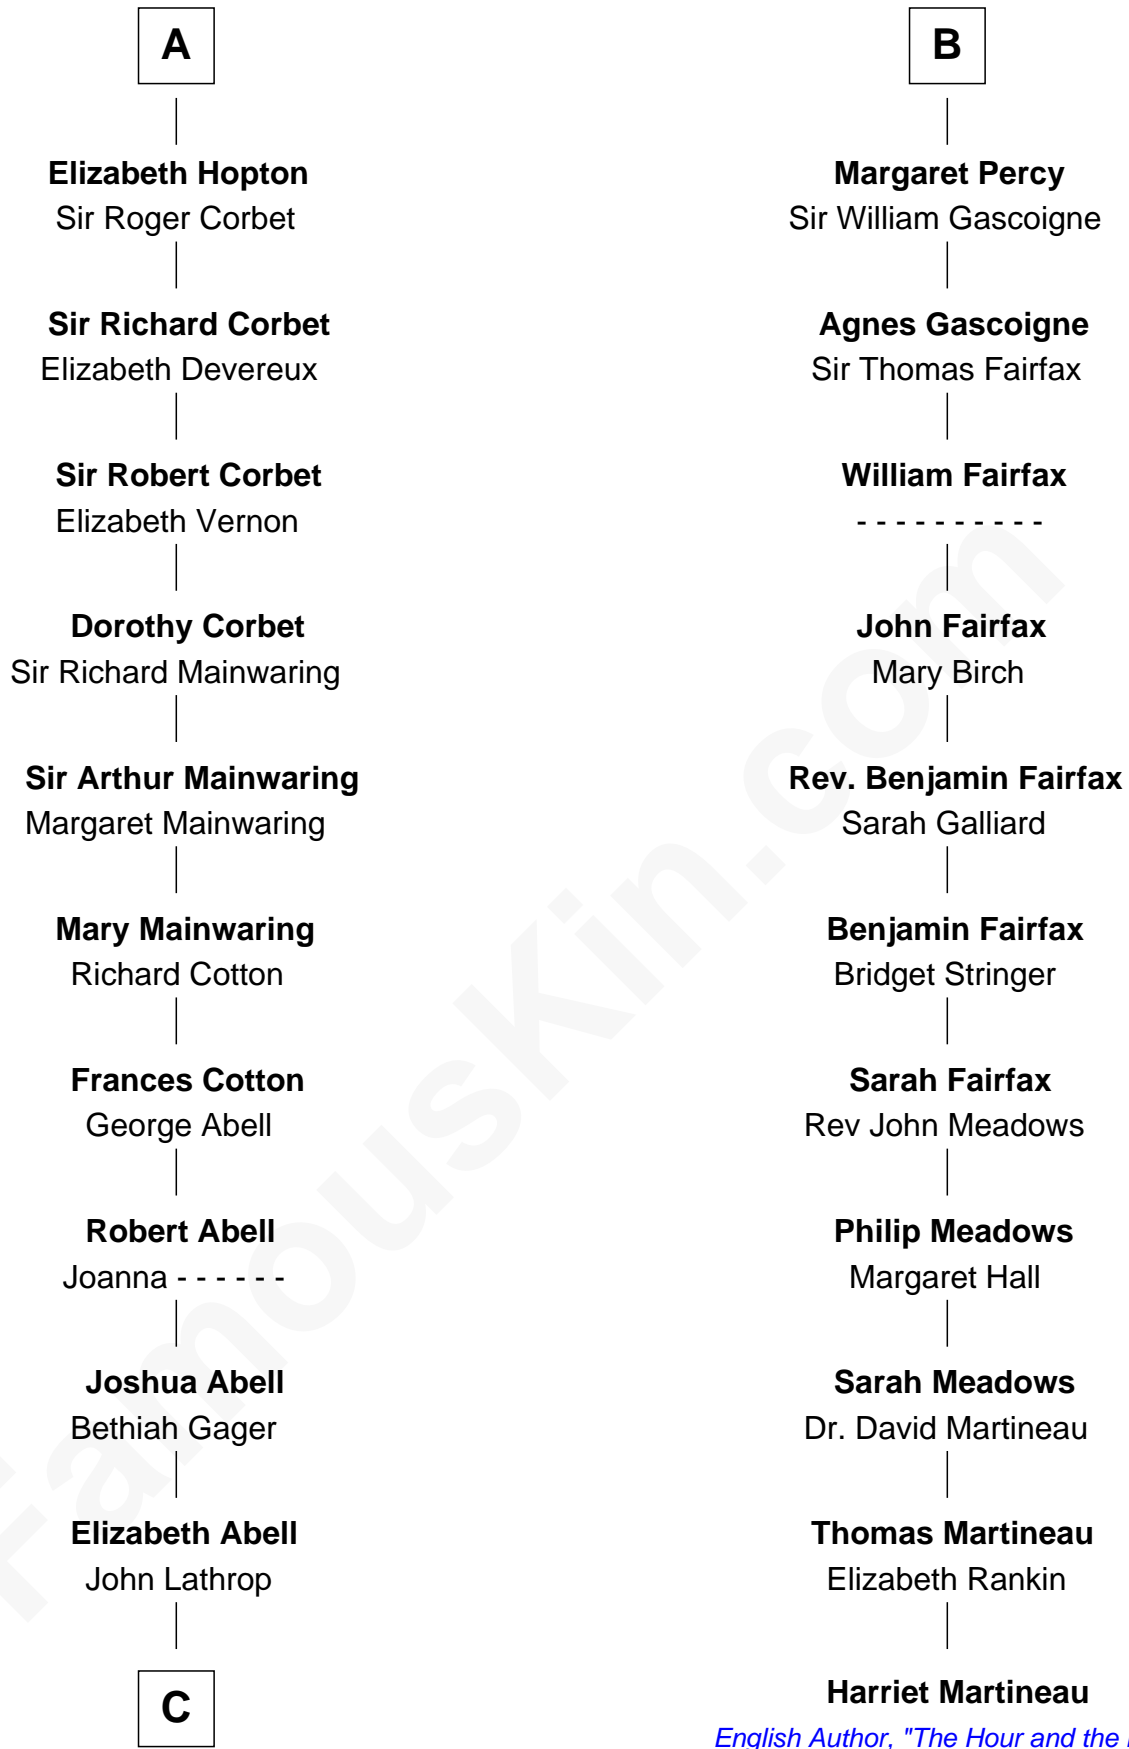 A
Elizabeth Hopton
Sir Roger Corbet
Sir Richard Corbet
Elizabeth Devereux
Sir Robert Corbet
Elizabeth Vernon
Dorothy Corbet
Sir Richard Mainwaring
Sir Arthur Mainwaring
Margaret Mainwaring
Mary Mainwaring
Richard Cotton
Frances Cotton
George Abell
Robert Abell
Joanna - - - - - -
Joshua Abell
Bethiah Gager
Elizabeth Abell
John Lathrop
C
B
Margaret Percy
Sir William Gascoigne
Agnes Gascoigne
Sir Thomas Fairfax
William Fairfax
- - - - - - - - - -
John Fairfax
Mary Birch
Rev. Benjamin Fairfax
Sarah Galliard
Benjamin Fairfax
Bridget Stringer
Sarah Fairfax
Rev John Meadows
Philip Meadows
Margaret Hall
Sarah Meadows
Dr. David Martineau
Thomas Martineau
Elizabeth Rankin
Harriet Martineau
English Author, "The Hour and the
FamousKin.com